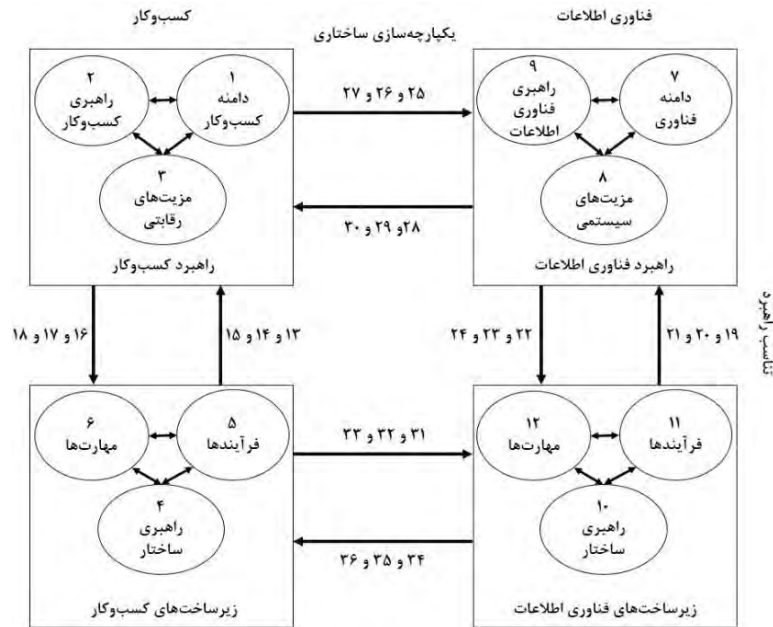 فناوری اطلاعات
کسب‌وکار
یکپارچه‌سازی ساختاری
۱
دامنه
کسب‌وکار
۲
راهبری
کسب‌وکار
۳
مزیت‌های
رقابتی
راهبرد کسب‌وکار
۲۵ و ۲۶ و ۲۷
۲۸ و ۲۹ و ۳۰
۷
دامنه
فناوری
۹
راهبری
فناوری
اطلاعات
۸
مزیت‌های
سیستمی
راهبرد فناوری اطلاعات
تناسب راهبرد
۱۳ و ۱۴ و ۱۵
۱۶ و ۱۷ و ۱۸
۱۹ و ۲۰ و ۲۱
۲۲ و ۲۳ و ۲۴
۵
فرآیندها
۶
مهارت‌ها
۴
راهبری
ساختار
زیرساخت‌های کسب‌وکار
۳۱ و ۳۲ و ۳۳
۳۴ و ۳۵ و ۳۶
۱۱
فرآیندها
۱۲
مهارت‌ها
۱۰
راهبری
ساختار
زیرساخت‌های فناوری اطلاعات